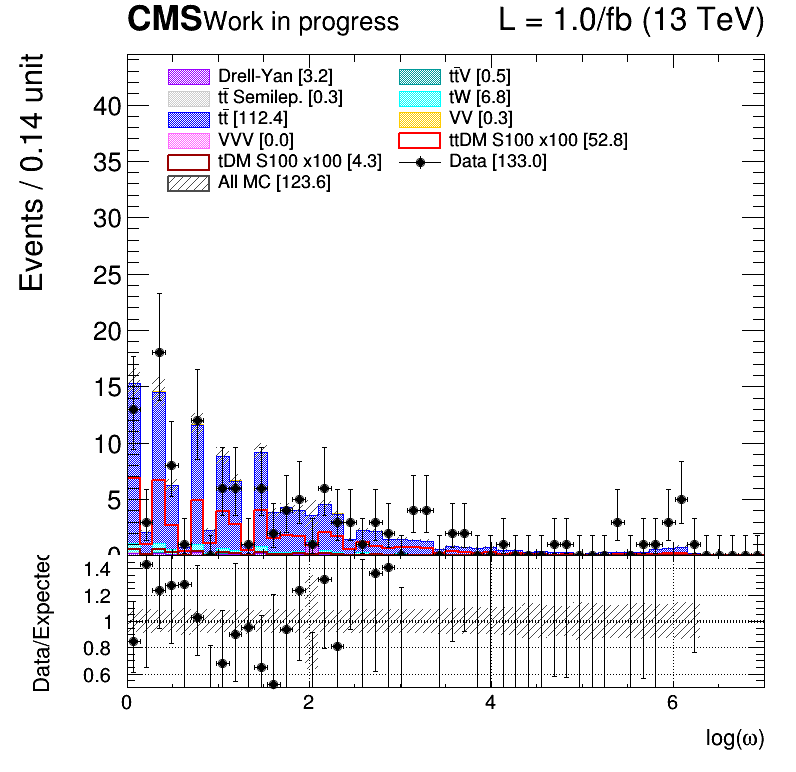 CMS Work in progress L = 1.0/fb (13 TeV)
Events / 0.14 unit
Drell-Yan [3.2]
tt̄V [0.5]
tt̄ Semilep. [0.3]
tW [6.8]
tt̄ [112.4]
VV [0.3]
VVV [0.0]
ttDM S100 x100 [52.8]
tDM S100 x100 [4.3]
Data [133.0]
All MC [123.6]
40
35
30
25
20
15
10
5
0
Data/Expected
1.4
1.2
1
0.8
0.6
0 2 4 6
log(ω)